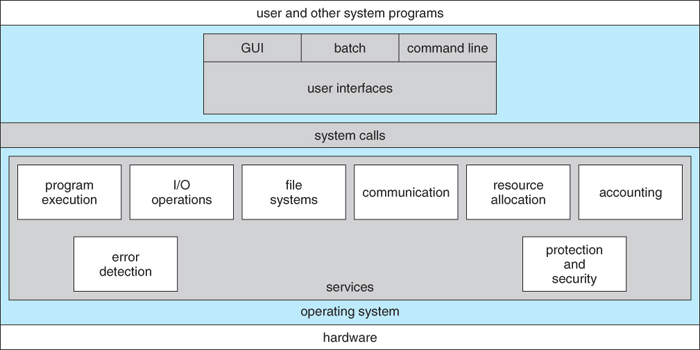 user and other system programs
GUI
batch
command line
user interfaces
system calls
program
execution
I/O
operations
file
systems
communication
resource
allocation
accounting
error
detection
protection
and
security
services
operating system
hardware